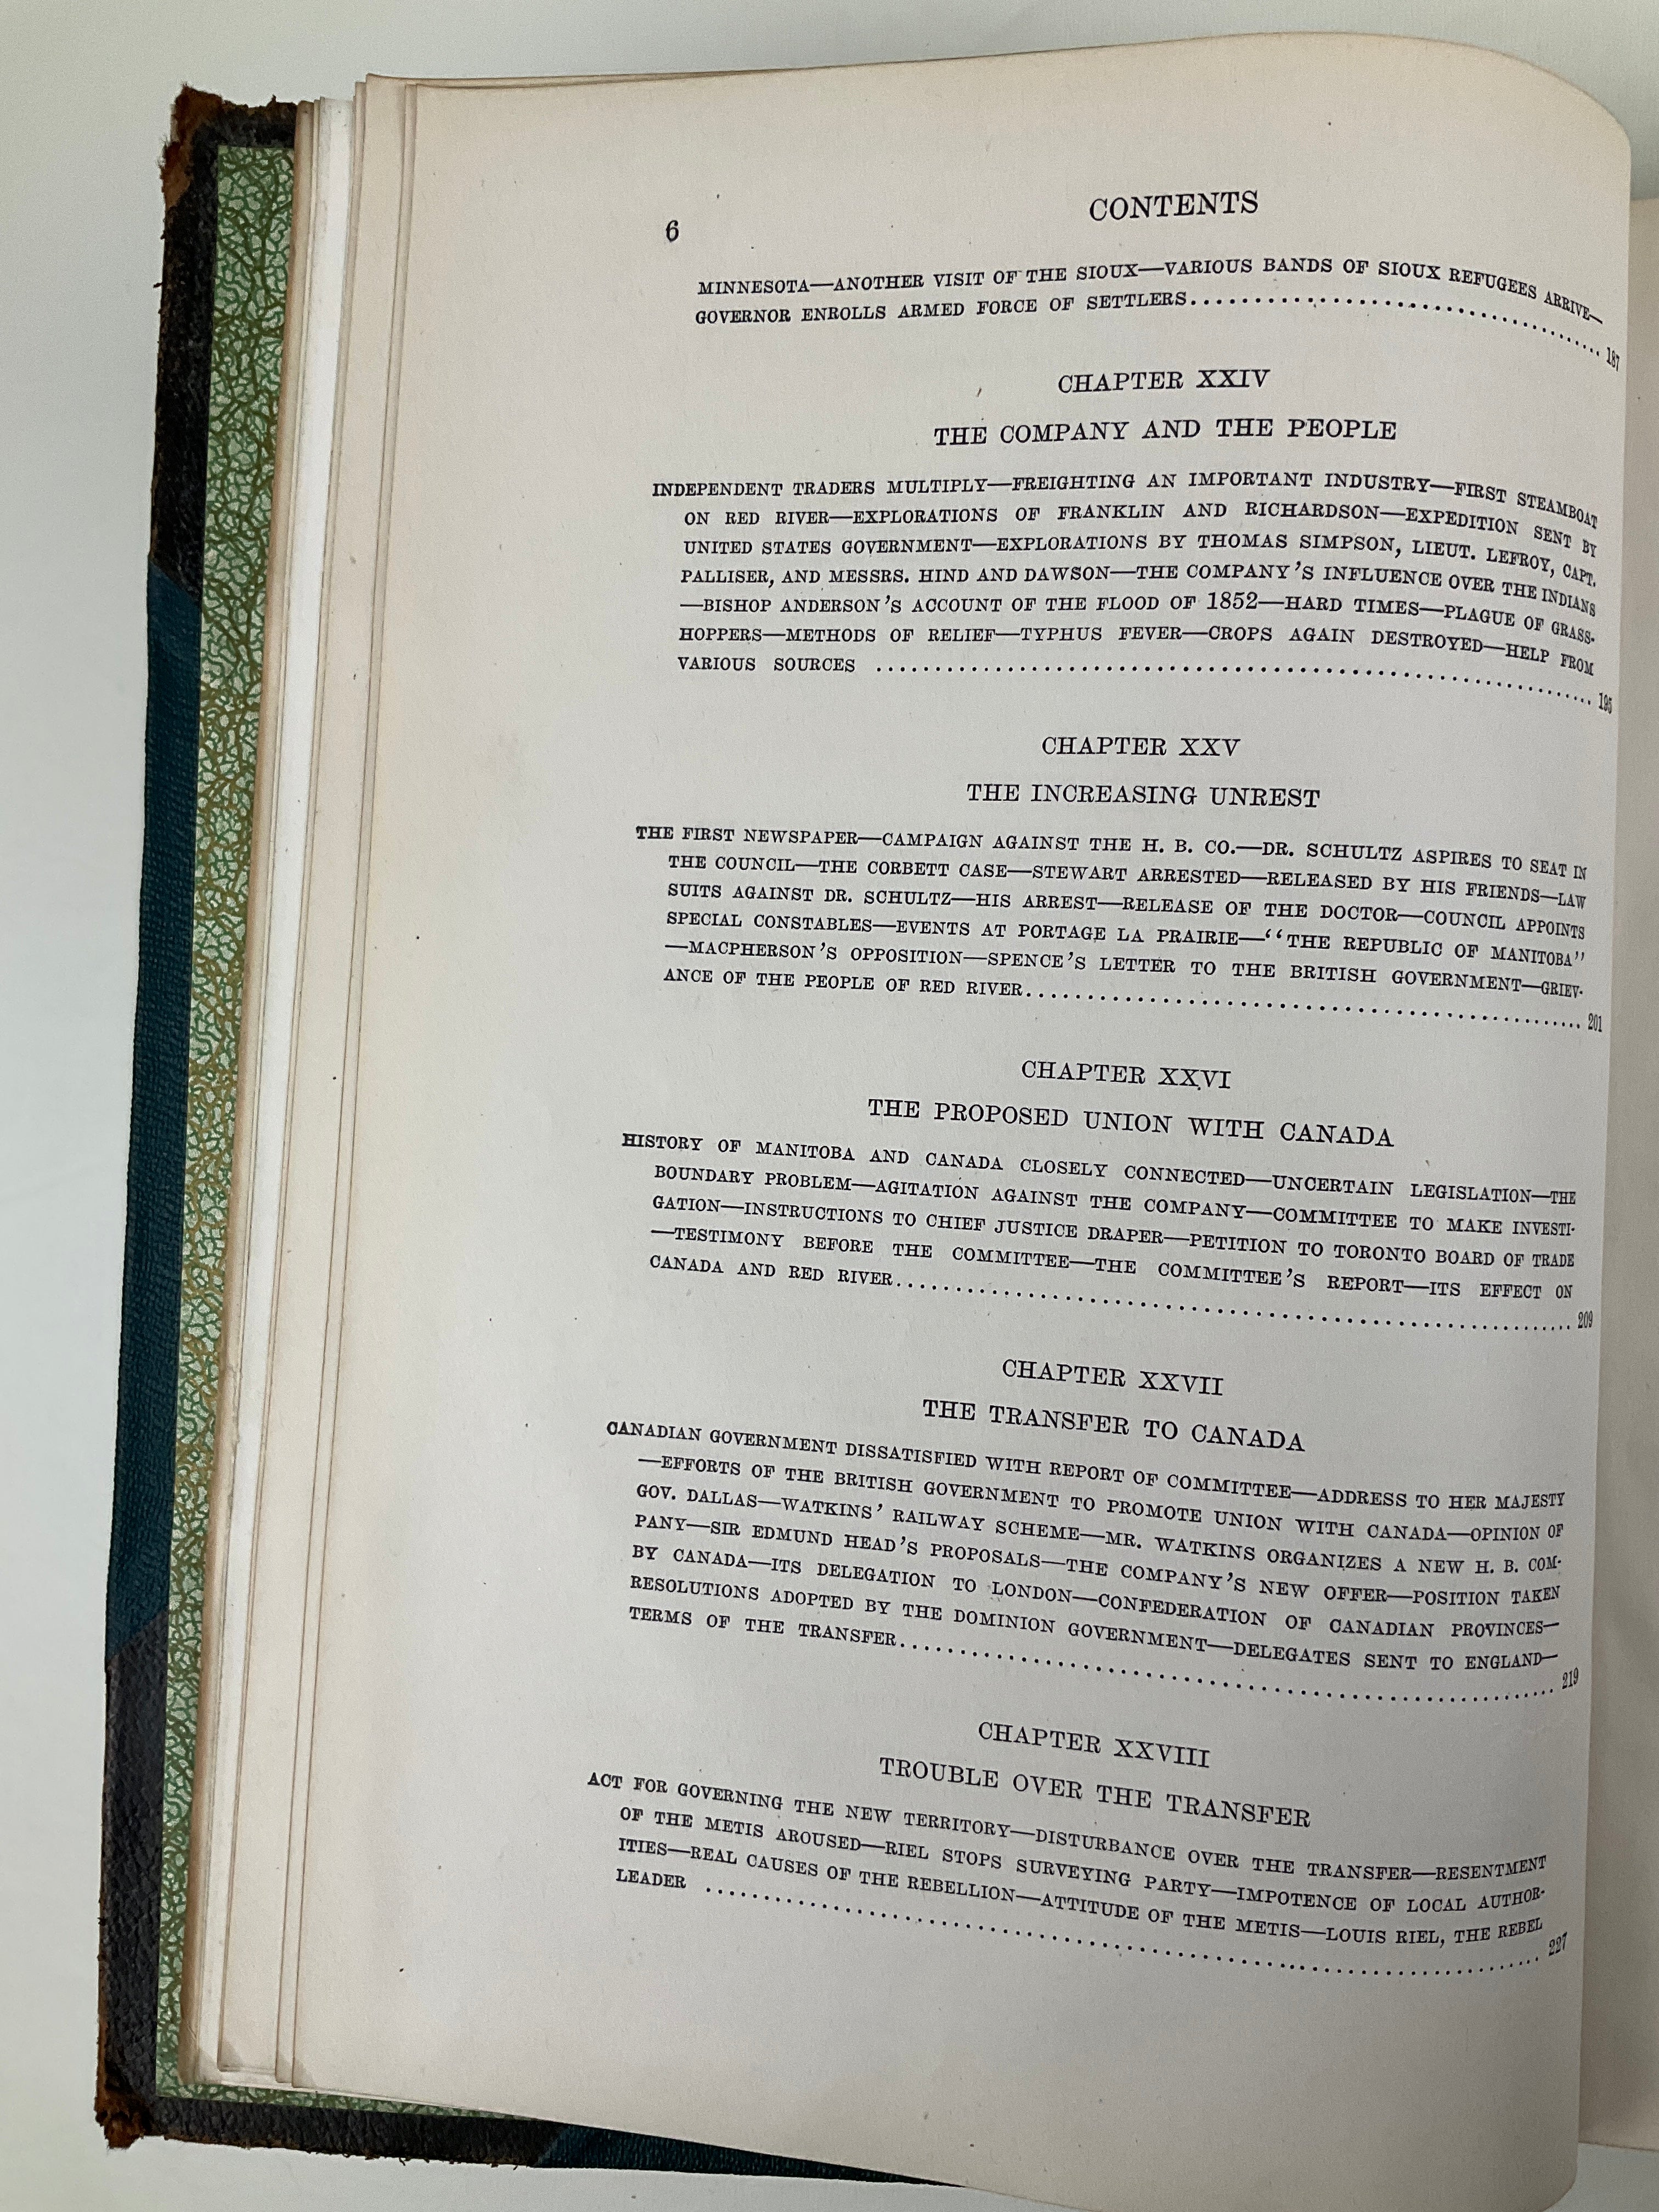 6
CONTENTS
MINNESOTA—ANOTHER VISIT OF THE SIOUX—VARIOUS BANDS OF SIOUX REFUGEES ARRIVE—
GOVERNOR ENROLLS ARMED FORCE OF SETTLERS........................................ 187
CHAPTER XXIV
THE COMPANY AND THE PEOPLE
INDEPENDENT TRADERS MULTIPLY—FREIGHTING AN IMPORTANT INDUSTRY—FIRST STEAMBOAT
ON RED RIVER—EXPLORATIONS OF FRANKLIN AND RICHARDSON—EXPEDITION SENT BY
UNITED STATES GOVERNMENT—EXPLORATIONS BY THOMAS SIMPSON, LIEUT. LEFROY, CAPT.
PALLISER, AND MESSRS. HIND AND DAWSON—THE COMPANY'S INFLUENCE OVER THE INDIANS
—BISHOP ANDERSON'S ACCOUNT OF THE FLOOD OF 1852—HARD TIMES—PLAGUE OF GRASS-
HOPPERS—METHODS OF RELIEF—TYPHUS FEVER—CROPS AGAIN DESTROYED—HELP FROM
VARIOUS SOURCES ........................................ 195
CHAPTER XXV
THE INCREASING UNREST
THE FIRST NEWSPAPER—CAMPAIGN AGAINST THE H. B. CO.—DR. SCHULTZ ASPIRES TO SEAT IN
THE COUNCIL—THE CORBETT CASE—STEWART ARRESTED—RELEASED BY HIS FRIENDS—LAW
SUITS AGAINST DR. SCHULTZ—HIS ARREST—RELEASE OF THE DOCTOR—COUNCIL APPOINTS
SPECIAL CONSTABLES—EVENTS AT PORTAGE LA PRAIRIE—"THE REPUBLIC OF MANITOBA"
—MACPHERSON'S OPPOSITION—SPENCE'S LETTER TO THE BRITISH GOVERNMENT—GRIEV-
ANCE OF THE PEOPLE OF RED RIVER........................................ 201
CHAPTER XXVI
THE PROPOSED UNION WITH CANADA
HISTORY OF MANITOBA AND CANADA CLOSELY CONNECTED—UNCERTAIN LEGISLATION—THE
BOUNDARY PROBLEM—AGITATION AGAINST THE COMPANY—COMMITTEE TO MAKE INVESTI-
GATION—INSTRUCTIONS TO CHIEF JUSTICE DRAPER—PETITION TO TORONTO BOARD OF TRADE
—TESTIMONY BEFORE THE COMMITTEE—THE COMMITTEE'S REPORT—ITS EFFECT ON
CANADA AND RED RIVER........................................ 209
CHAPTER XXVII
THE TRANSFER TO CANADA
CANADIAN GOVERNMENT DISSATISFIED WITH REPORT OF COMMITTEE—ADDRESS TO HER MAJESTY
—EFFORTS OF THE BRITISH GOVERNMENT TO PROMOTE UNION WITH CANADA—OPINION OF
GOV. DALLAS—WATKINS' RAILWAY SCHEME—MR. WATKINS ORGANIZES A NEW H. B. COM-
PANY—SIR EDMUND HEAD'S PROPOSALS—THE COMPANY'S NEW OFFER—POSITION TAKEN
BY CANADA—ITS DELEGATION TO LONDON—CONFEDERATION OF CANADIAN PROVINCES—
RESOLUTIONS ADOPTED BY THE DOMINION GOVERNMENT—DELEGATES SENT TO ENGLAND—
TERMS OF THE TRANSFER........................................ 219
CHAPTER XXVIII
TROUBLE OVER THE TRANSFER
ACT FOR GOVERNING THE NEW TERRITORY—DISTURBANCE OVER THE TRANSFER—RESENTMENT
OF THE METIS AROUSED—RIEL STOPS SURVEYING PARTY—IMPOTENCE OF LOCAL AUTHOR-
ITIES—REAL CAUSES OF THE REBELLION—ATTITUDE OF THE METIS—LOUIS RIEL, THE REBEL
LEADER ........................................ 227